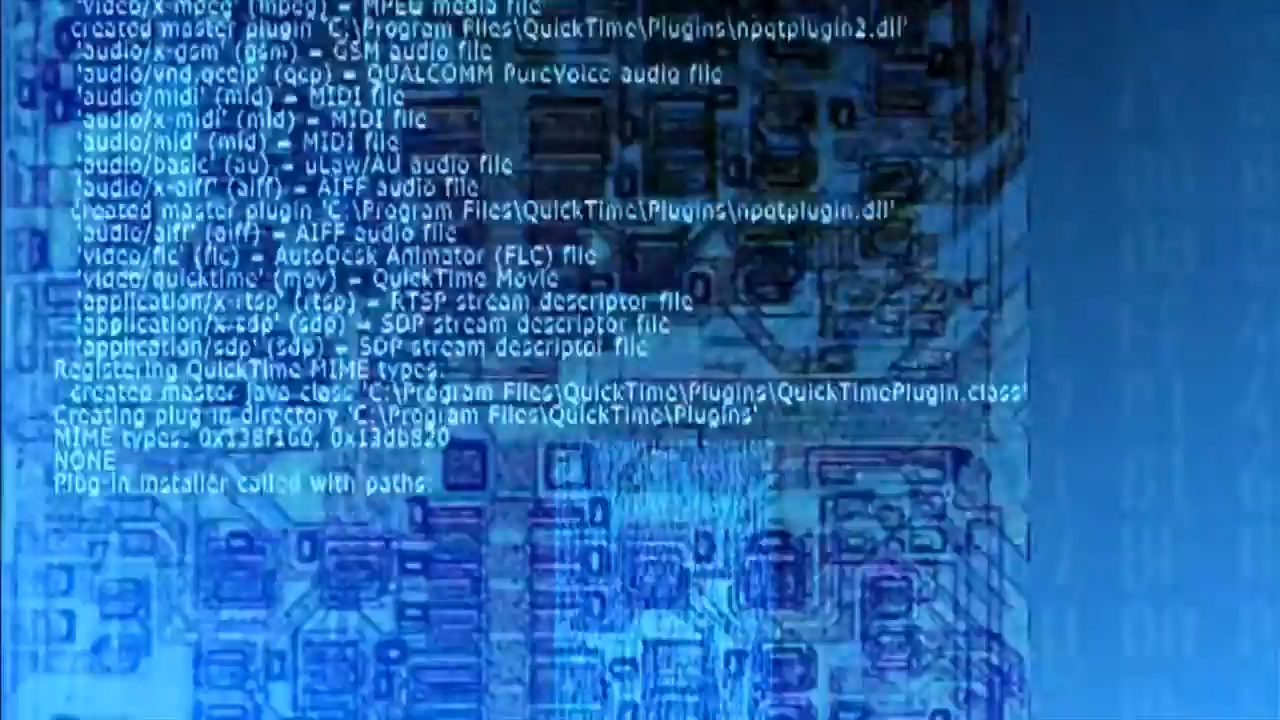 'video/x-mpeg' (mpeg) = MPEG media file
created master plugin 'C:\Program Files\QuickTime\Plugins\npqtplugin2.dll'
'audio/x-gsm' (gsm) = GSM audio file
'audio/vnd.qcelp' (qcp) = QUALCOMM PureVoice audio file
'audio/midi' (mid) = MIDI file
'audio/x-midi' (mid) = MIDI file
'audio/mid' (mid) = MIDI file
'audio/basic' (au) = uLaw/AU audio file
'audio/x-aiff' (aiff) = AIFF audio file
created master plugin 'C:\Program Files\QuickTime\Plugins\npqtplugin.dll'
'audio/aiff' (aiff) = AIFF audio file
'video/flc' (flc) = AutoDesk Animator (FLC) file
'video/quicktime' (mov) = QuickTime Movie
'application/x-rtsp' (rtsp) = RTSP stream descriptor file
'application/x-sdp' (sdp) = SDP stream descriptor file
'application/sdp' (sdp) = SDP stream descriptor file
Registering QuickTime MIME types:
created master java class 'C:\Program Files\QuickTime\Plugins\QuickTimePlugin.class'
Creating plug-in directory 'C:\Program Files\QuickTime\Plugins'
MIME types: 0x138f160, 0x13db820
NONE
Plug-in installer called with paths: